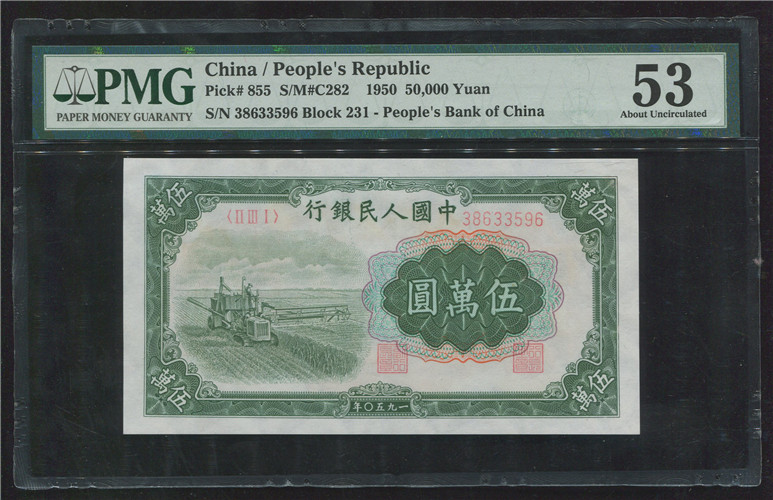 PMG
PAPER MONEY GUARANTY
China / People's Republic
Pick# 855 S/M#C282 1950 50,000 Yuan
S/N 38633596 Block 231 - People's Bank of China
53
About Uncirculated
伍萬
萬伍
行銀民人國中
〈II III I〉
38633596
圓萬伍
伍萬
萬伍
年〇五九一